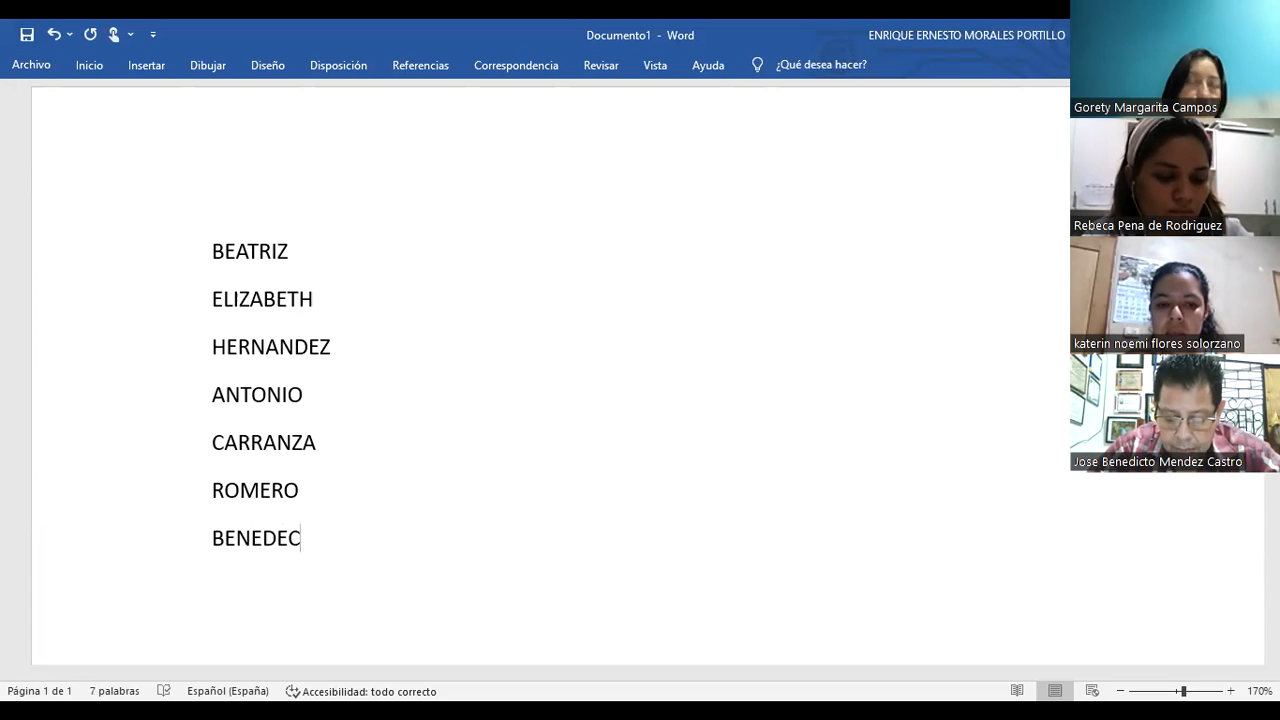 Documento1 - Word
ENRIQUE ERNESTO MORALES PORTILLO
Archivo Inicio Insertar Dibujar Diseño Disposición Referencias Correspondencia Revisar Vista Ayuda ¿Qué desea hacer?
BEATRIZ
ELIZABETH
HERNANDEZ
ANTONIO
CARRANZA
ROMERO
BENEDEC
Gorety Margarita Campos
Rebeca Pena de Rodriguez
katerin noemi flores solorzano
Jose Benedicto Mendez Castro
Página 1 de 1 7 palabras Español (España) Accesibilidad: todo correcto 170%